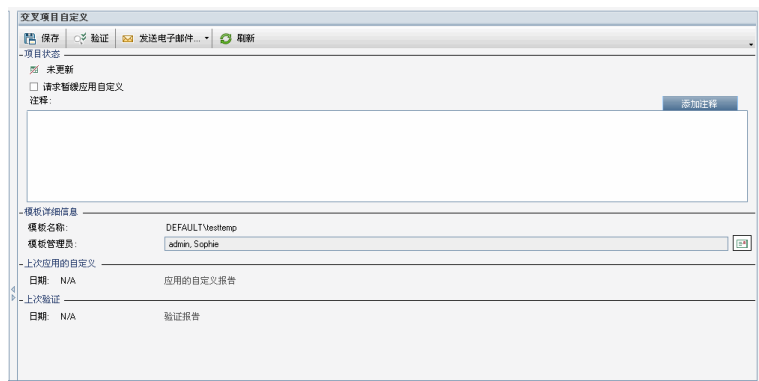 交叉项目自定义
保存 验证 发送电子邮件... 刷新
项目状态
未更新
请求暂缓应用自定义
注释:
添加注释
模板详细信息
模板名称: DEFAULT\testtemp
模板管理员: admin, Sophie
上次应用的自定义
日期: N/A 应用的自定义报告
上次验证
日期: N/A 验证报告